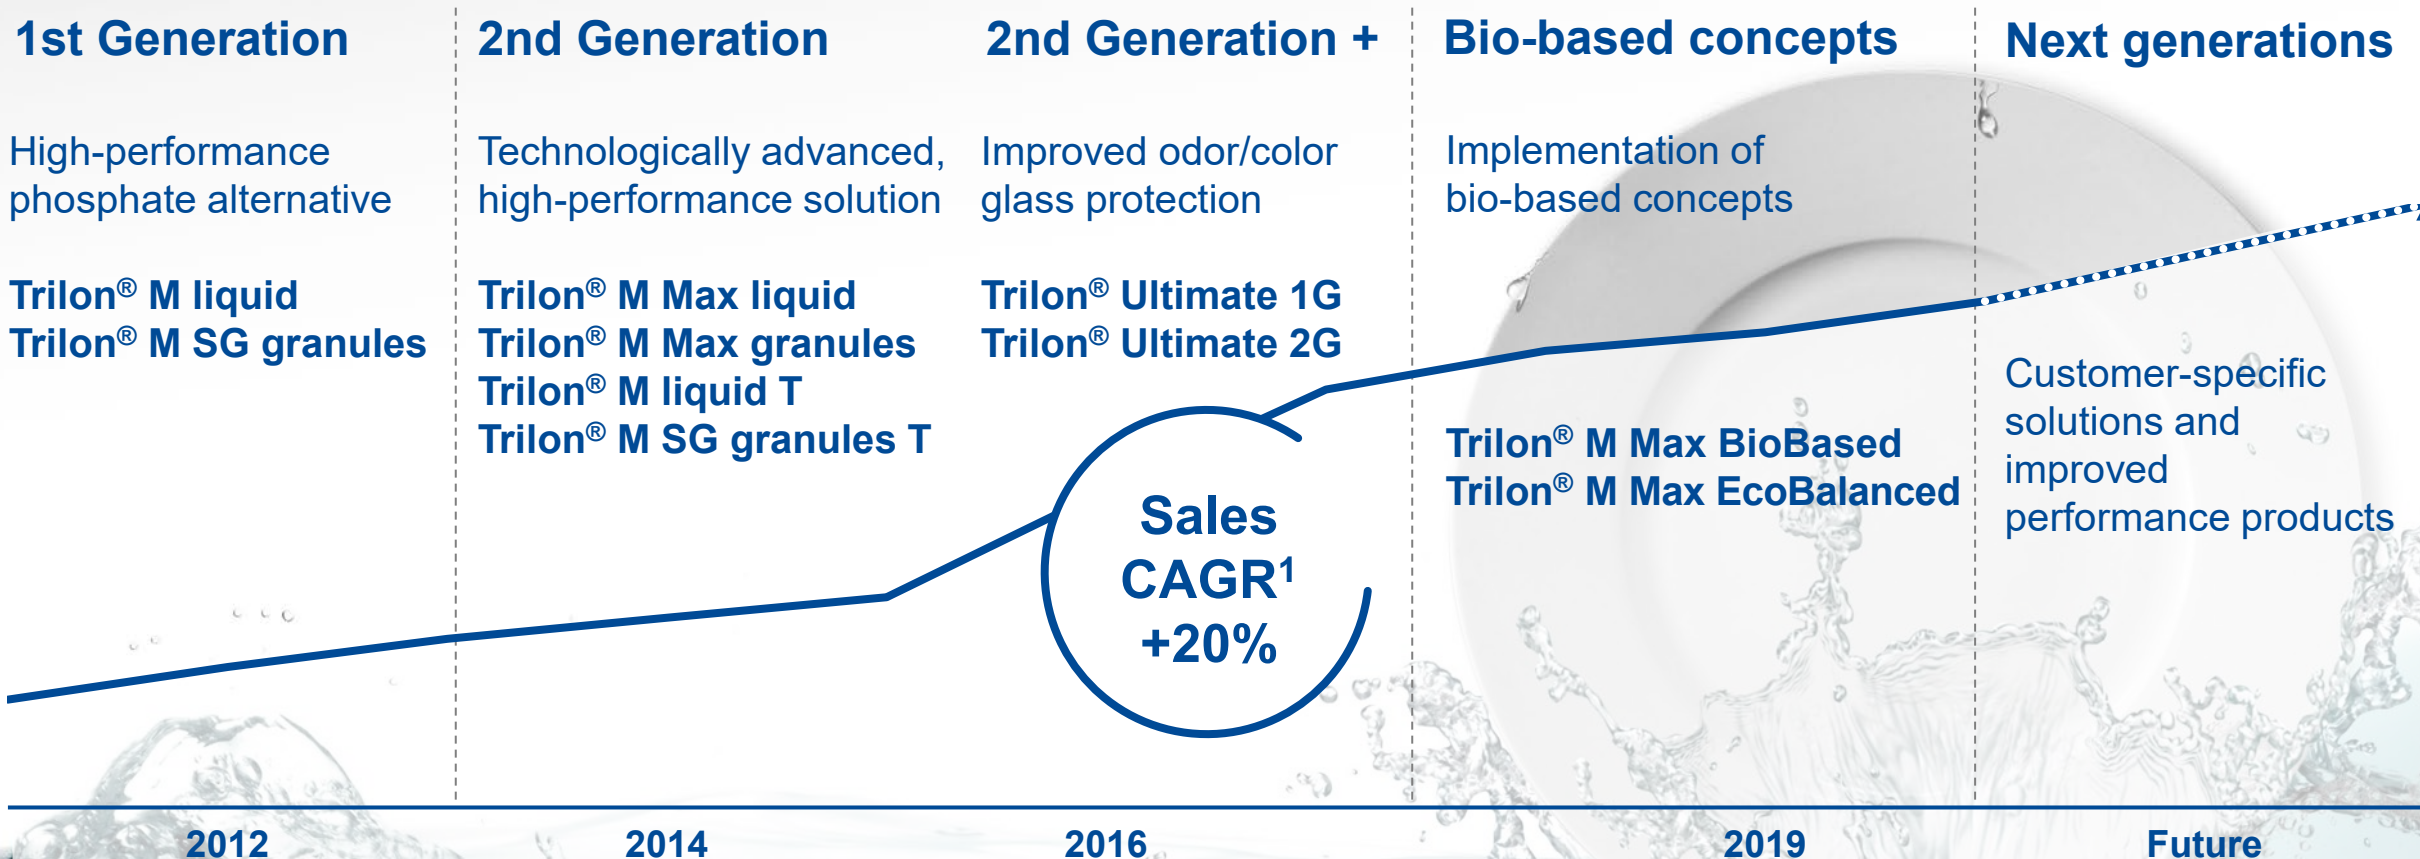 1st Generation
High-performance
phosphate alternative
Trilon® M liquid
Trilon® M SG granules
2nd Generation
Technologically advanced,
high-performance solution
Trilon® M Max liquid
Trilon® M Max granules
Trilon® M liquid T
Trilon® M SG granules T
2nd Generation +
Improved odor/color
glass protection
Trilon® Ultimate 1G
Trilon® Ultimate 2G
Sales
CAGR¹
+20%
Bio-based concepts
Implementation of
bio-based concepts
Trilon® M Max BioBased
Trilon® M Max EcoBalanced
Next generations
Customer-specific
solutions and
improved
performance products
2012
2014
2016
2019
Future